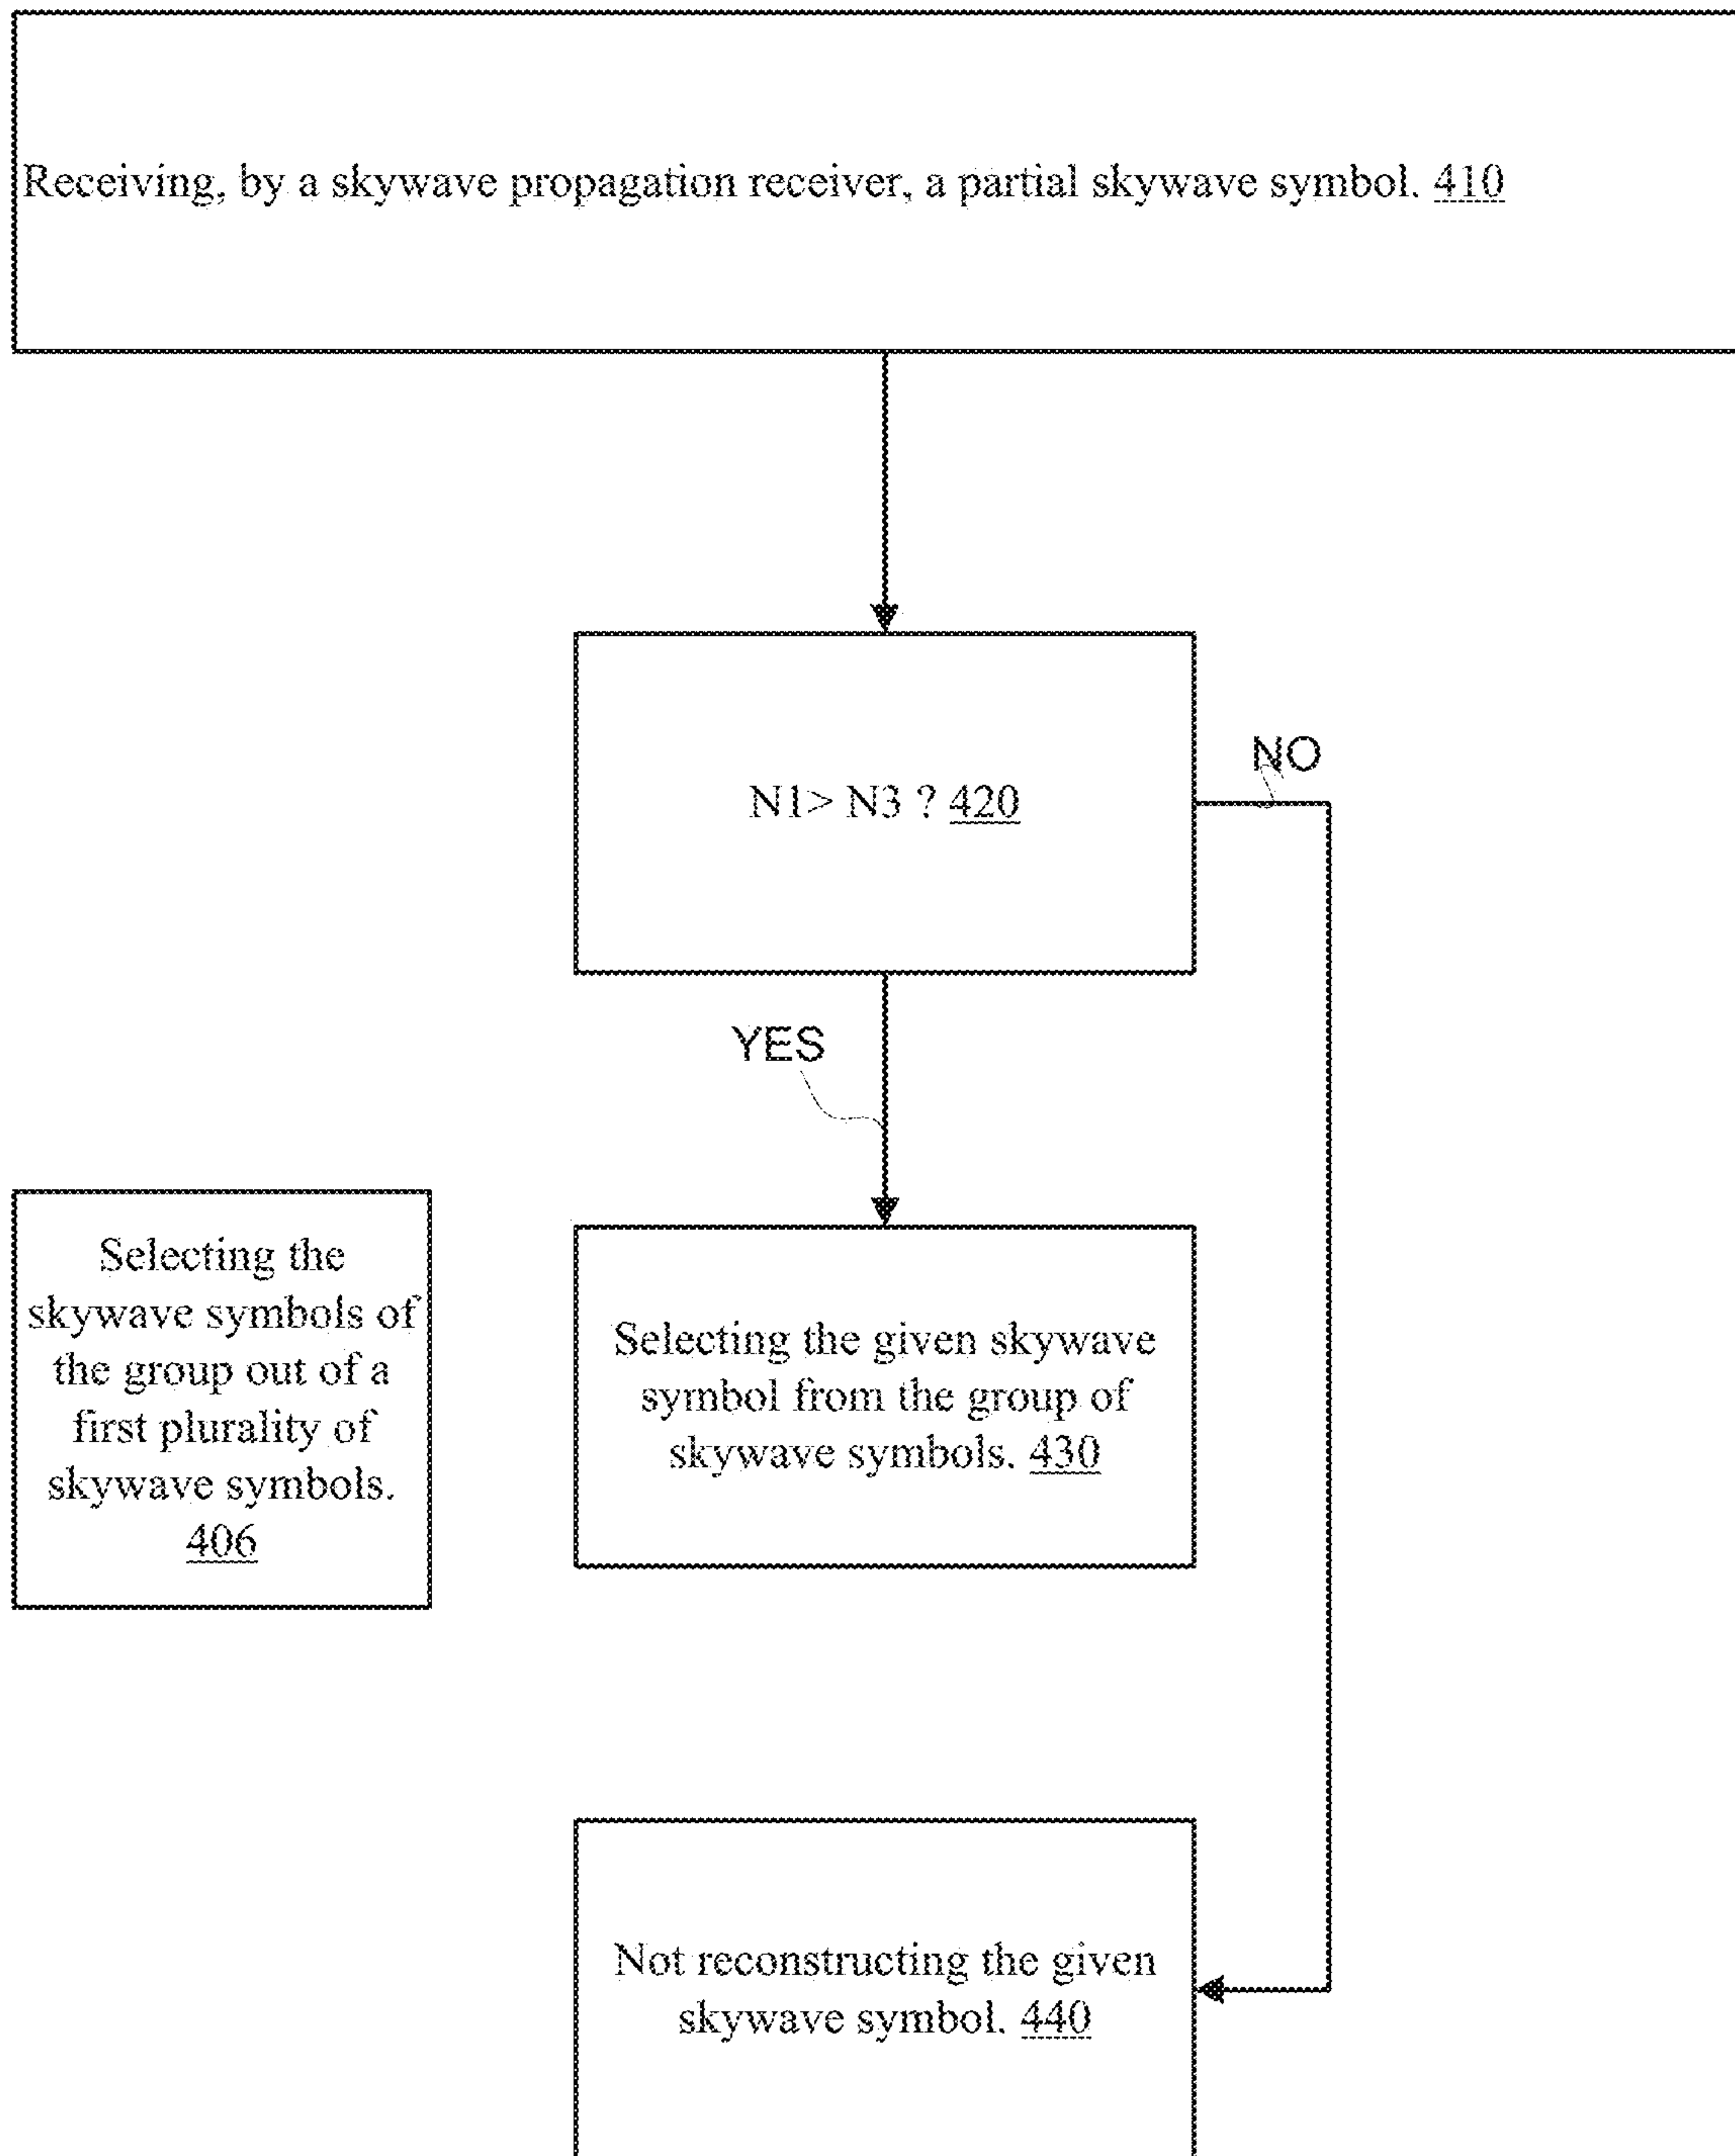 Receiving, by a skywave propagation receiver, a partial skywave symbol. 410
N1> N3 ? 420
NO
YES
Selecting the
skywave symbols of
the group out of a
first plurality of
skywave symbols.
406
Selecting the given skywave
symbol from the group of
skywave symbols. 430
Not reconstructing the given
skywave symbol. 440